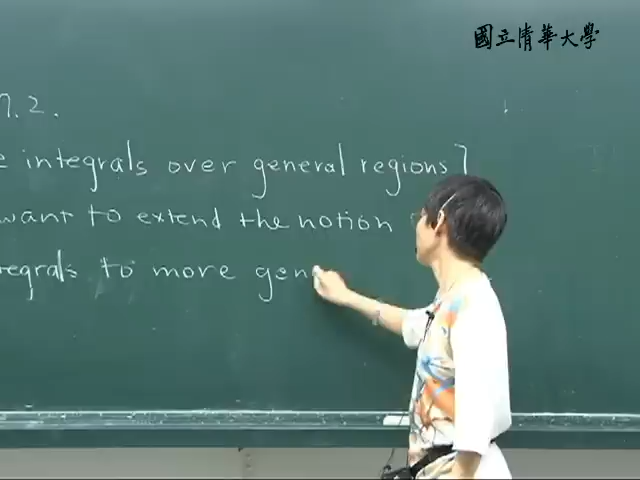 國立清華大學
7.2.
integrals over general regions]
want to extend the notion
egrals to more gen